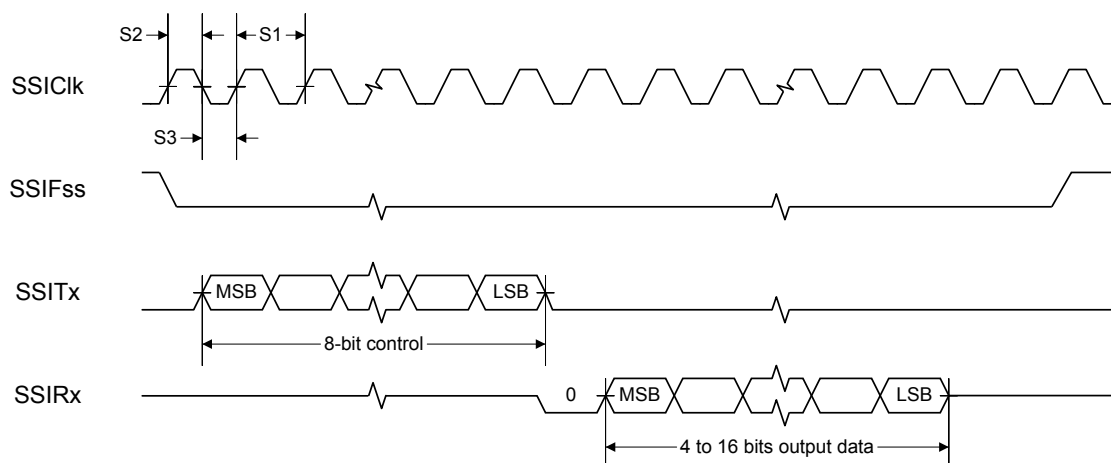 S2
S1
SSIClk
S3
SSIFss
SSITx
MSB
LSB
8-bit control
SSIRx
0
MSB
LSB
4 to 16 bits output data